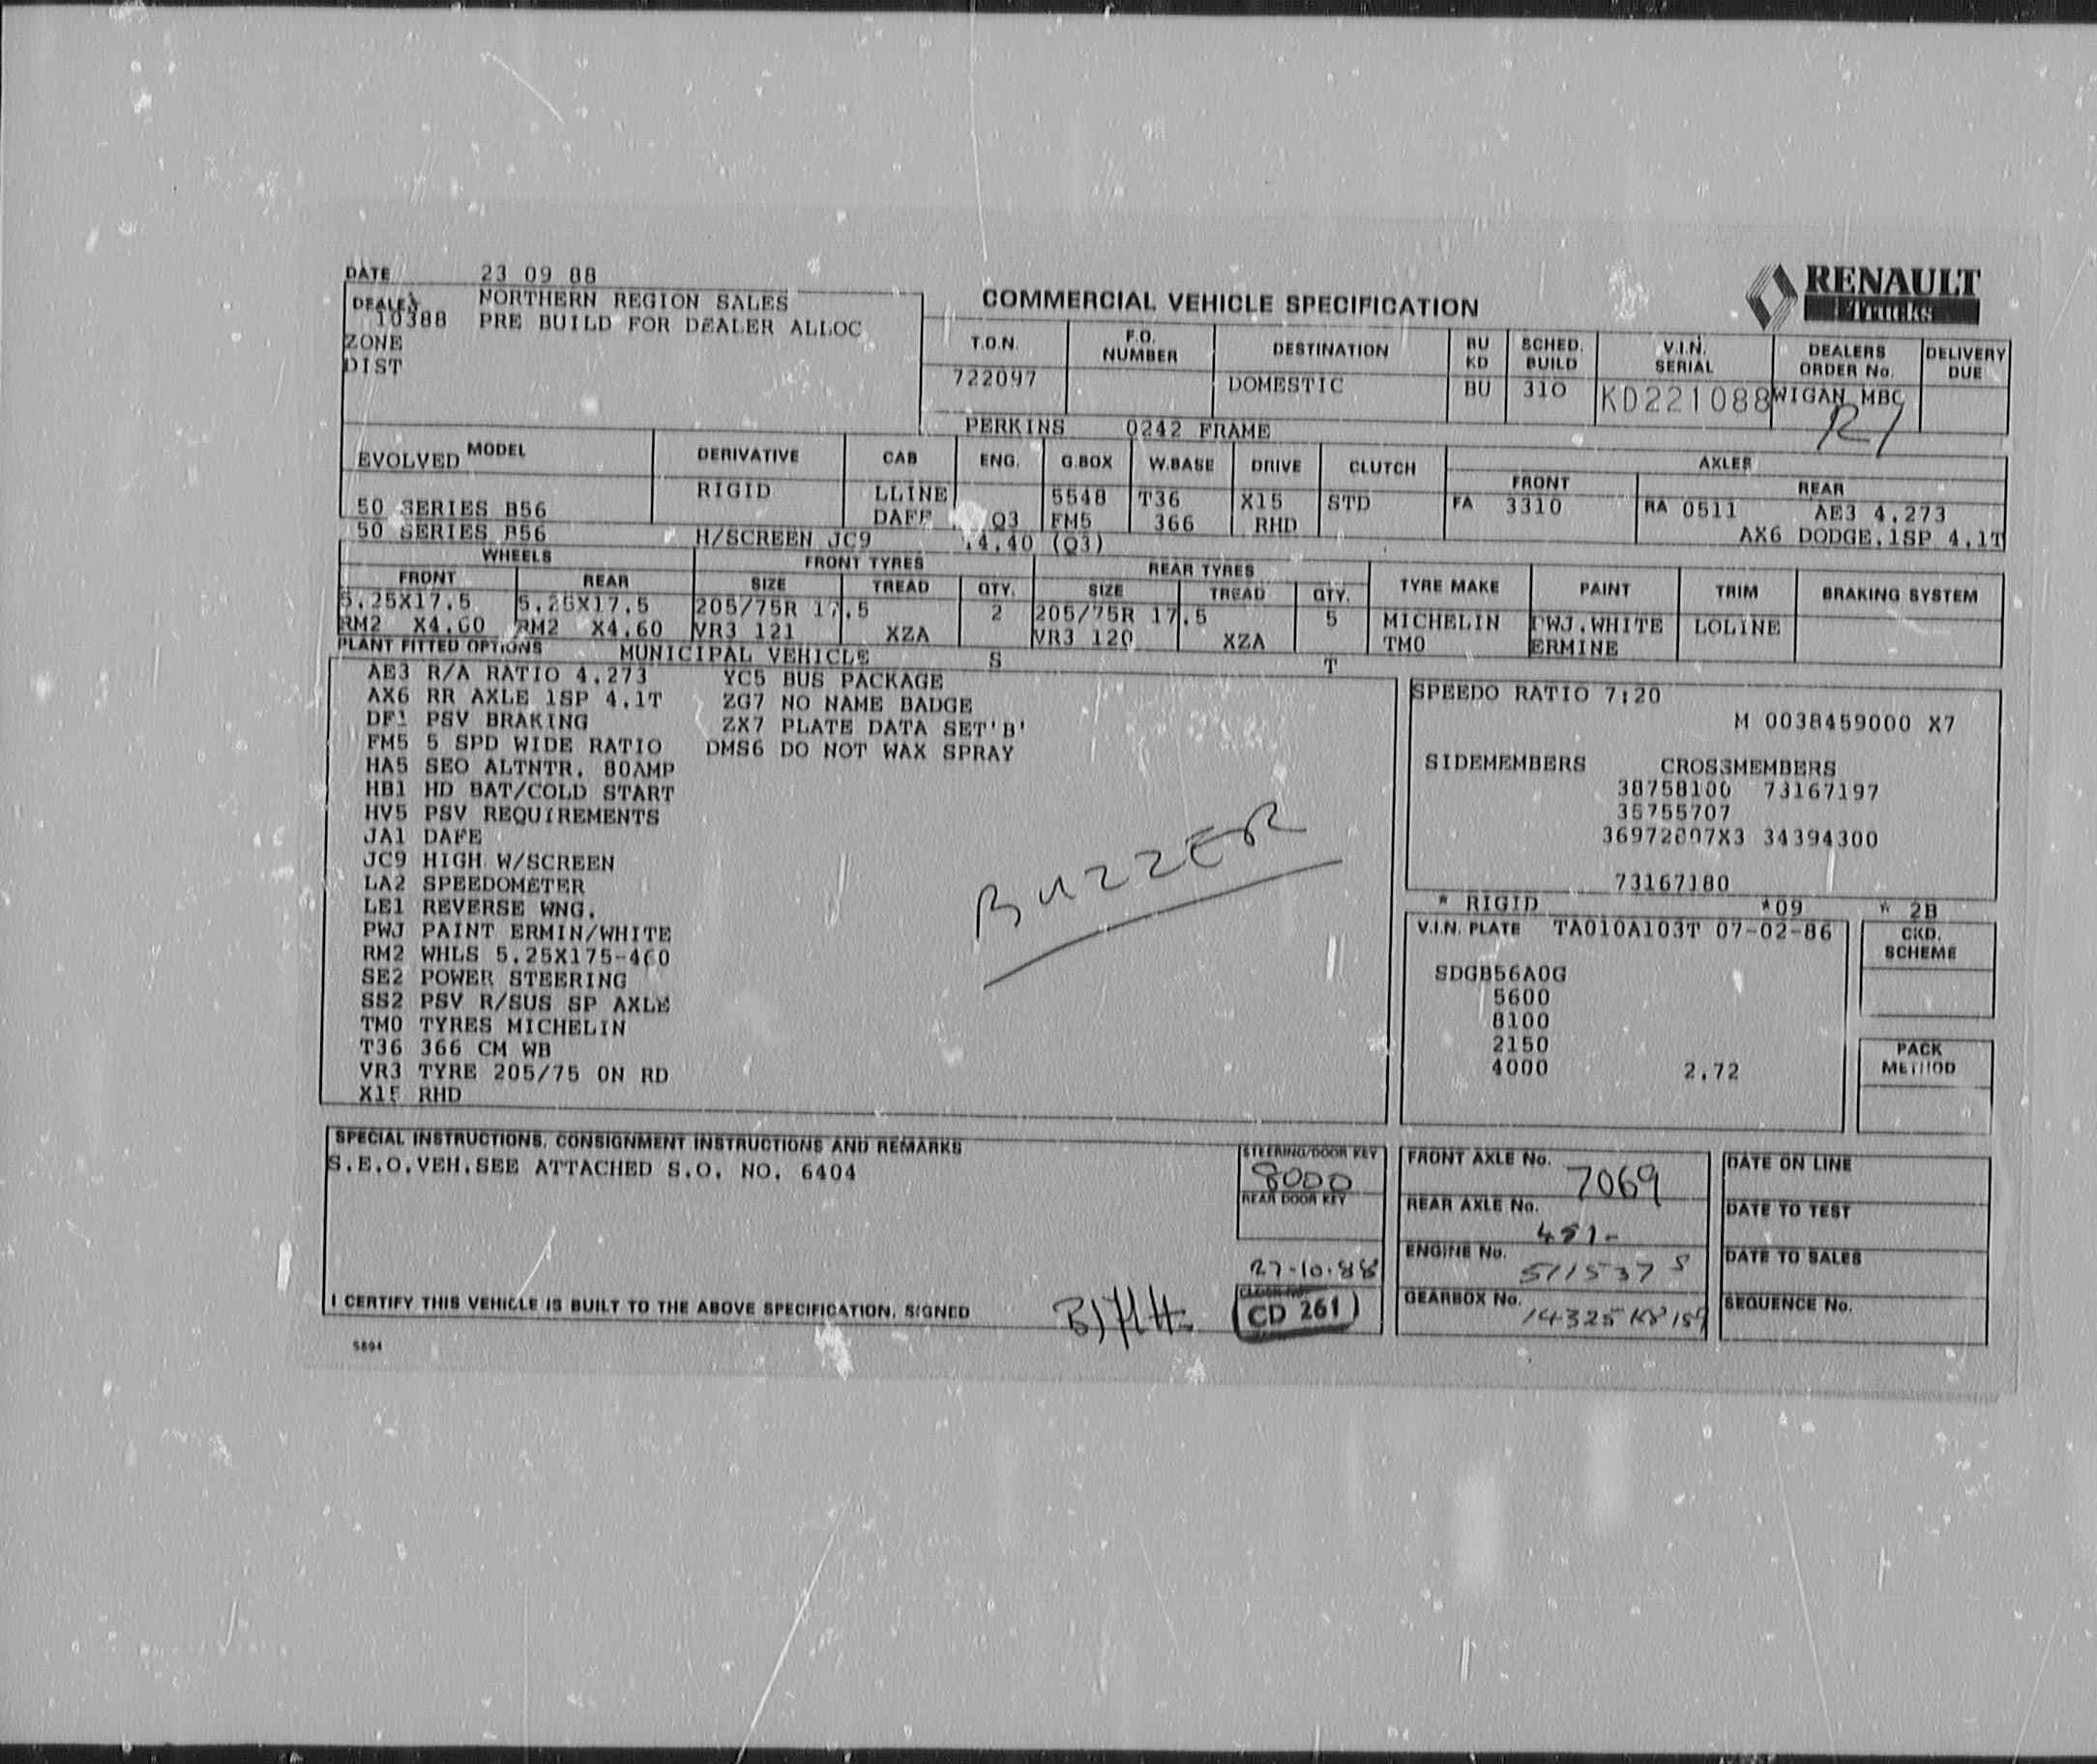 DATE 23 09 88
DEALER NORTHERN REGION SALES
10388 PRE BUILD FOR DEALER ALLOC
ZONE
DIST
COMMERCIAL VEHICLE SPECIFICATION
RENAULT
Trucks
T.O.N. F.O. NUMBER DESTINATION BU KD SCHED. BUILD V.I.N. SERIAL DEALERS ORDER No. DELIVERY DUE
722097 DOMESTIC BU 310 KD221088 WIGAN MBC
R1
PERKINS 0242 FRAME
MODEL DERIVATIVE CAB ENG. G.BOX W.BASE DRIVE CLUTCH AXLES
FRONT REAR
EVOLVED
50 SERIES B56 RIGID LLINE 5548 T36 X15 STD FA 3310 RA 0511 AE3 4.273
50 SERIES B56 H/SCREEN JC9 Q3 FM5 366 RHD AX6 DODGE.1SP 4.1T
4.40 (Q3)
WHEELS FRONT TYRES REAR TYRES
FRONT REAR SIZE TREAD QTY. SIZE TREAD QTY. TYRE MAKE PAINT TRIM BRAKING SYSTEM
5.25X17.5 5.25X17.5 205/75R 17.5 2 205/75R 17.5 5 MICHELIN PWJ.WHITE LOLINE
RM2 X4.60 RM2 X4.60 VR3 121 XZA VR3 120 XZA TM0 ERMINE
PLANT FITTED OPTIONS MUNICIPAL VEHICLE S T
AE3 R/A RATIO 4.273 YC5 BUS PACKAGE
AX6 RR AXLE 1SP 4.1T ZG7 NO NAME BADGE
DF1 PSV BRAKING ZX7 PLATE DATA SET'B'
FM5 5 SPD WIDE RATIO DMS6 DO NOT WAX SPRAY
HA5 SEO ALTNTR. 80AMP
HB1 HD BAT/COLD START
HV5 PSV REQUIREMENTS
JA1
JC9 HIGH W/SCREEN
LA2 SPEEDOMETER
LE1 REVERSE WNG.
PWJ PAINT ERMIN/WHITE
RM2 WHLS 5.25X175-460
SE2 POWER STEERING
SS2 PSV R/SUS SP AXLE
TM0 TYRES MICHELIN
T36 366 CM WB
VR3 TYRE 205/75 ON RD
X15 RHD
BUZZER
SPEEDO RATIO 7:20
M 0038459000 X7
SIDEMEMBERS CROSSMEMBERS
38758100 73167197
35755707
34394300
73167180
* RIGID *09 * 2B
V.I.N. PLATE TA010A103T 07-02-86
SDGB56A0G
5600
8100
2150
4000 2.72
CKD. SCHEME
PACK METHOD
SPECIAL INSTRUCTIONS, CONSIGNMENT INSTRUCTIONS AND REMARKS
S.E.O.VEH.SEE ATTACHED S.O. NO. 6404
STEERING/DOOR KEY
8000
REAR DOOR KEY
27-10-88
CD 261
I CERTIFY THIS VEHICLE IS BUILT TO THE ABOVE SPECIFICATION, SIGNED
FRONT AXLE No. 7069
REAR AXLE No.
ENGINE No. 511537 S
GEARBOX No.
DATE ON LINE
DATE TO TEST
DATE TO SALES
SEQUENCE No.
5894